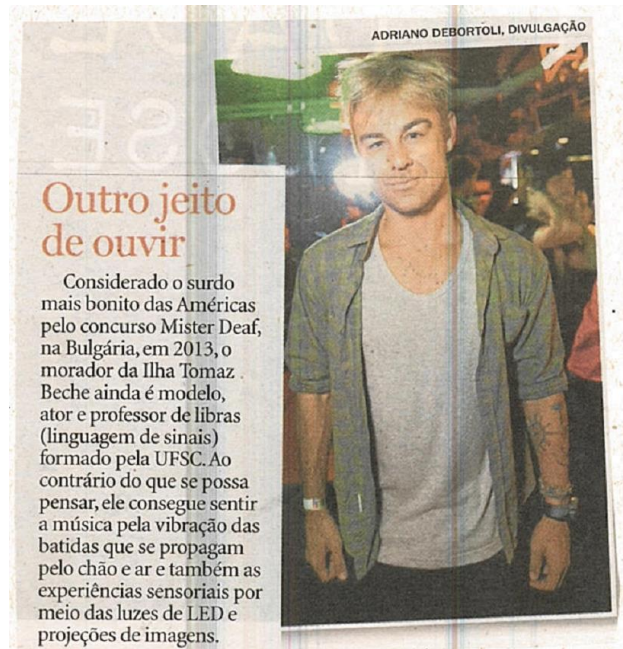 ADRIANO DEBORTOLI, DIVULGAÇÃO
Outro jeito
de ouvir
Considerado o surdo
mais bonito das Américas
pelo concurso Mister Deaf,
na Bulgária, em 2013, o
morador da Ilha Tomaz
Beche ainda é modelo,
ator e professor de libras
(linguagem de sinais)
formado pela UFSC. Ao
contrário do que se possa
pensar, ele consegue sentir
a música pela vibração das
batidas que se propagam
pelo chão e ar e também as
experiências sensoriais por
meio das luzes de LED e
projeções de imagens.